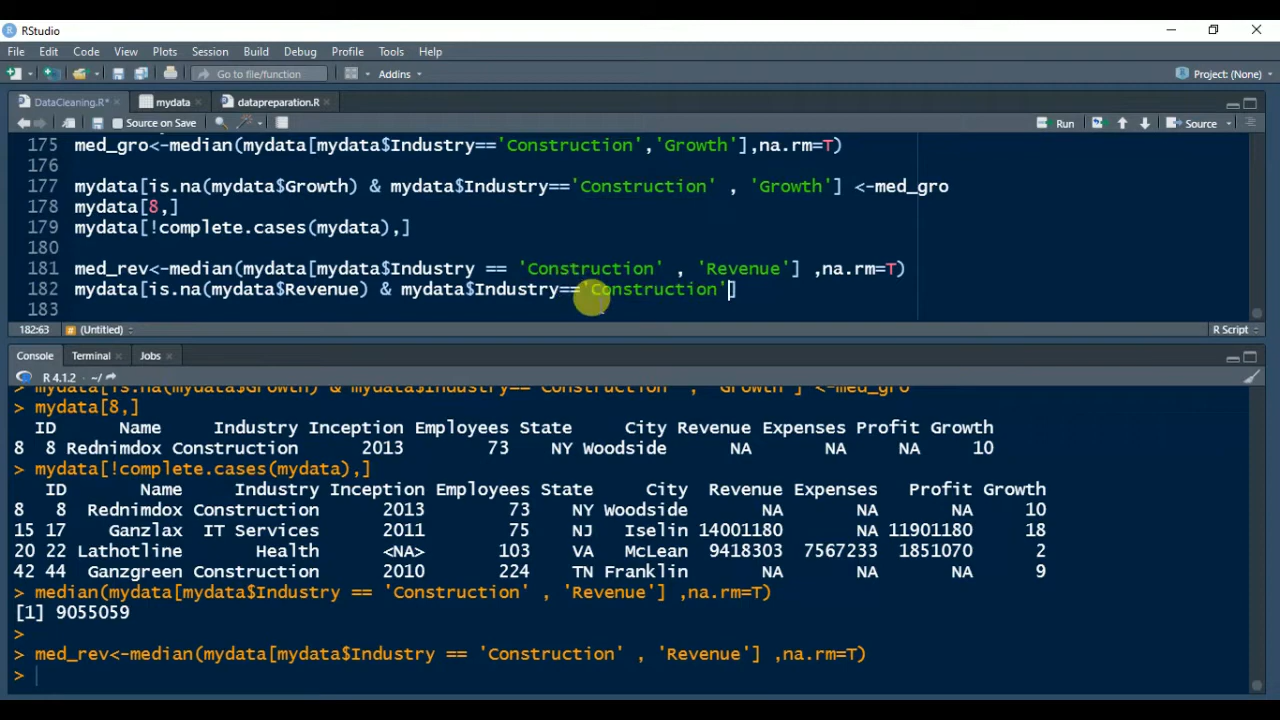 RStudio
File Edit Code View Plots Session Build Debug Profile Tools Help
Go to file/function Addins Project: (None)
DataCleaning.R* mydata datapreparation.R
Source on Save Run Source
175 med_gro<-median(mydata[mydata$Industry=='Construction','Growth'],na.rm=T)
176
177 mydata[is.na(mydata$Growth) & mydata$Industry=='Construction' , 'Growth'] <-med_gro
178 mydata[8,]
179 mydata[!complete.cases(mydata),]
180
181 med_rev<-median(mydata[mydata$Industry == 'Construction' , 'Revenue'] ,na.rm=T)
182 mydata[is.na(mydata$Revenue) & mydata$Industry=='Construction']
183
182:63 (Untitled) R Script
Console Terminal Jobs
R 4.1.2 · ~/
> mydata[is.na(mydata$Growth) & mydata$Industry=='Construction' , 'Growth'] <-med_gro
> mydata[8,]
ID Name Industry Inception Employees State City Revenue Expenses Profit Growth
8 8 Rednimdox Construction 2013 73 NY Woodside NA NA NA 10
> mydata[!complete.cases(mydata),]
ID Name Industry Inception Employees State City Revenue Expenses Profit Growth
8 8 Rednimdox Construction 2013 73 NY Woodside NA NA NA 10
15 17 Ganzlax IT Services 2011 75 NJ Iselin 14001180 NA 11901180 18
20 22 Lathotline Health <NA> 103 VA McLean 9418303 7567233 1851070 2
42 44 Ganzgreen Construction 2010 224 TN Franklin NA NA NA 9
> median(mydata[mydata$Industry == 'Construction' , 'Revenue'] ,na.rm=T)
[1] 9055059
>
> med_rev<-median(mydata[mydata$Industry == 'Construction' , 'Revenue'] ,na.rm=T)
>